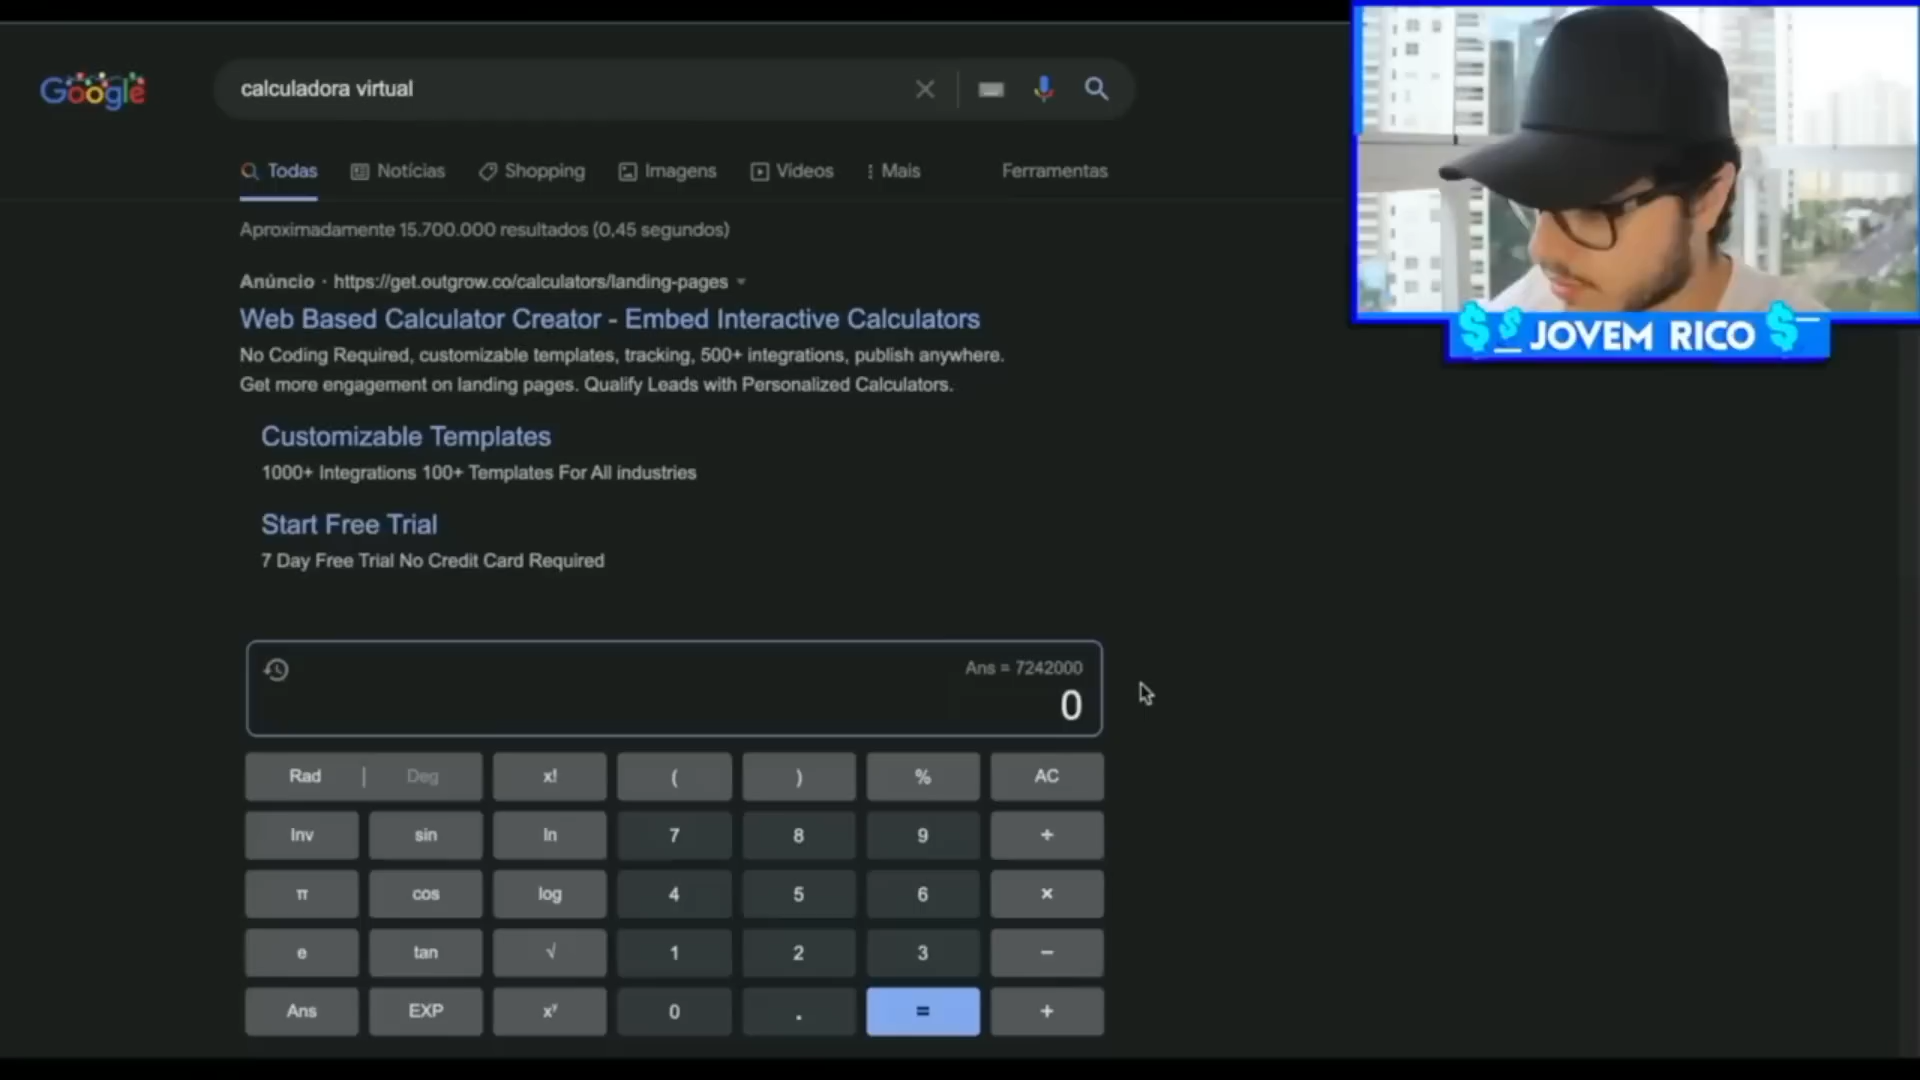 Google
calculadora virtual
Todas
Notícias
Shopping
Imagens
Vídeos
Mais
Ferramentas
Aproximadamente 15.700.000 resultados (0,45 segundos)
Anúncio · https://get.outgrow.co/calculators/landing-pages
Web Based Calculator Creator - Embed Interactive Calculators
No Coding Required, customizable templates, tracking, 500+ integrations, publish anywhere.
Get more engagement on landing pages. Qualify Leads with Personalized Calculators.
Customizable Templates
1000+ Integrations 100+ Templates For All industries
Start Free Trial
7 Day Free Trial No Credit Card Required
Ans = 7242000
0
Rad | Deg x! ( ) % AC
Inv sin ln 7 8 9 ÷
π cos log 4 5 6 ×
e tan √ 1 2 3 −
Ans EXP xʸ 0 . = +
$ $ JOVEM RICO $